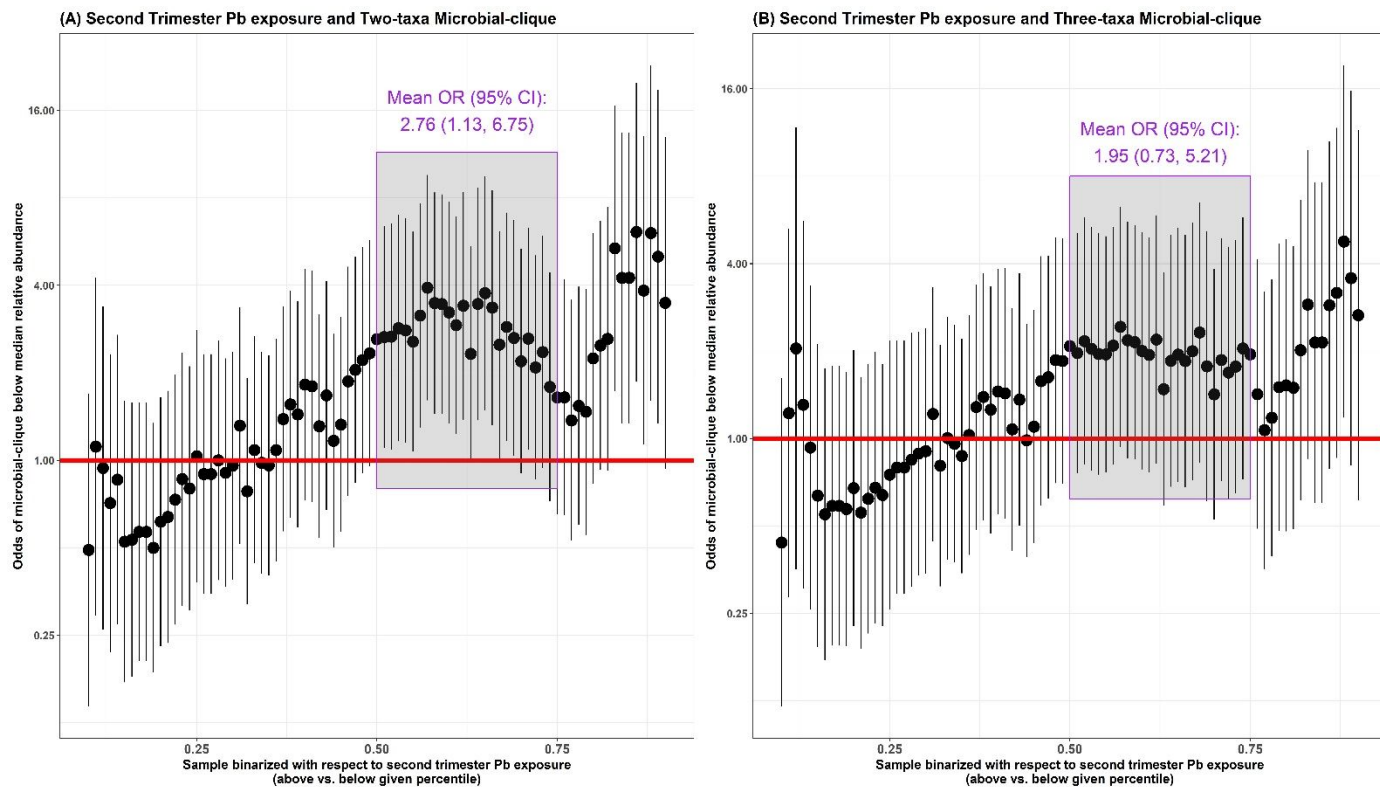 (A) Second Trimester Pb exposure and Two-taxa Microbial-clique
Odds of microbial-clique below median relative abundance
16.00
4.00
1.00
0.25
Mean OR (95% CI):
2.76 (1.13, 6.75)
0.25
0.50
0.75
Sample binarized with respect to second trimester Pb exposure
(above vs. below given percentile)
(B) Second Trimester Pb exposure and Three-taxa Microbial-clique
Odds of microbial-clique below median relative abundance
16.00
4.00
1.00
0.25
Mean OR (95% CI):
1.95 (0.73, 5.21)
0.25
0.50
0.75
Sample binarized with respect to second trimester Pb exposure
(above vs. below given percentile)